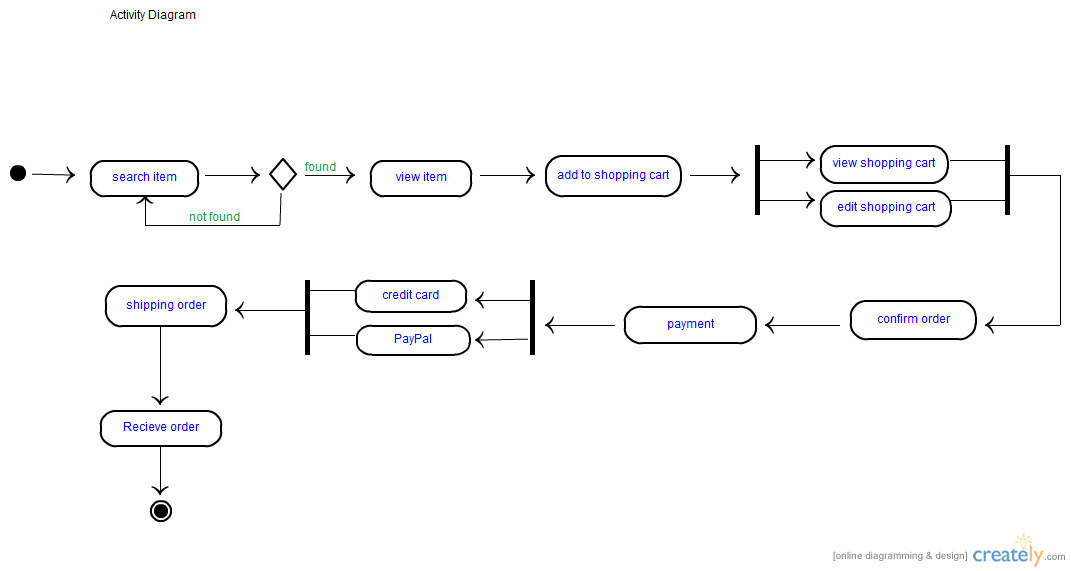 Activity Diagram
search item
found
not found
view item
add to shopping cart
view shopping cart
edit shopping cart
confirm order
payment
credit card
PayPal
shipping order
Recieve order
[online diagramming & design] creately.com